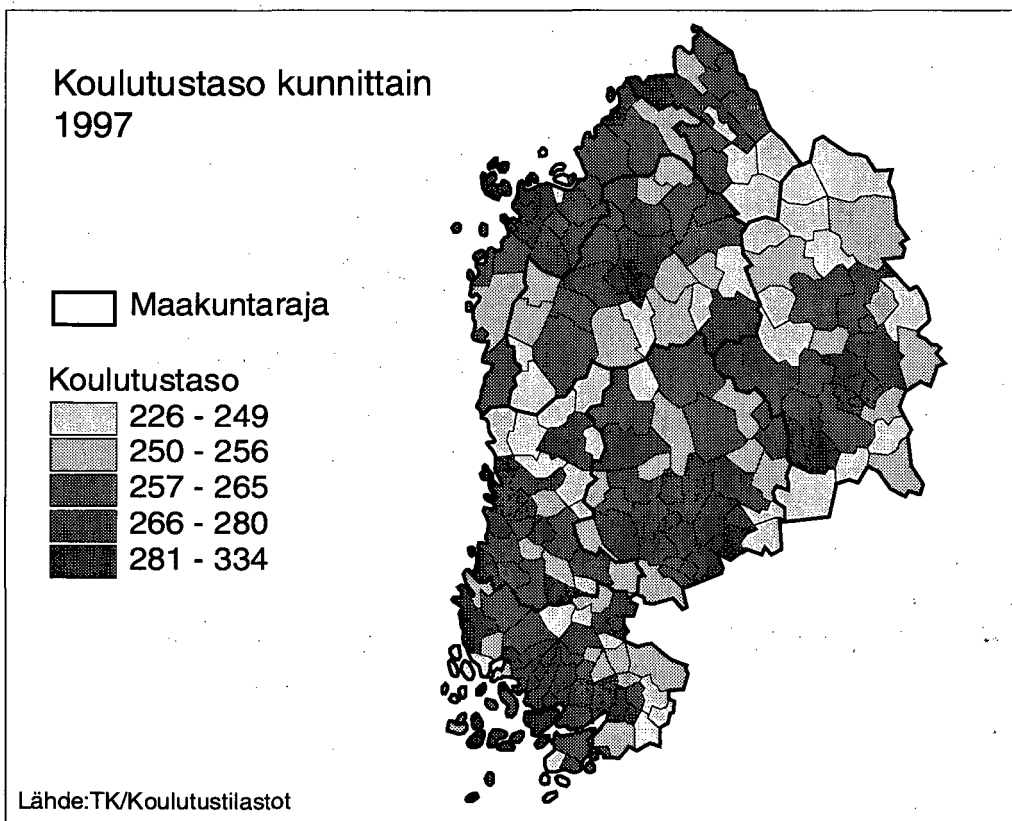 Koulutustaso kunnittain
1997
Maakuntaraja
Koulutustaso
226 - 249
250 - 256
257 - 265
266 - 280
281 - 334
Lähde:TK/Koulutustilastot